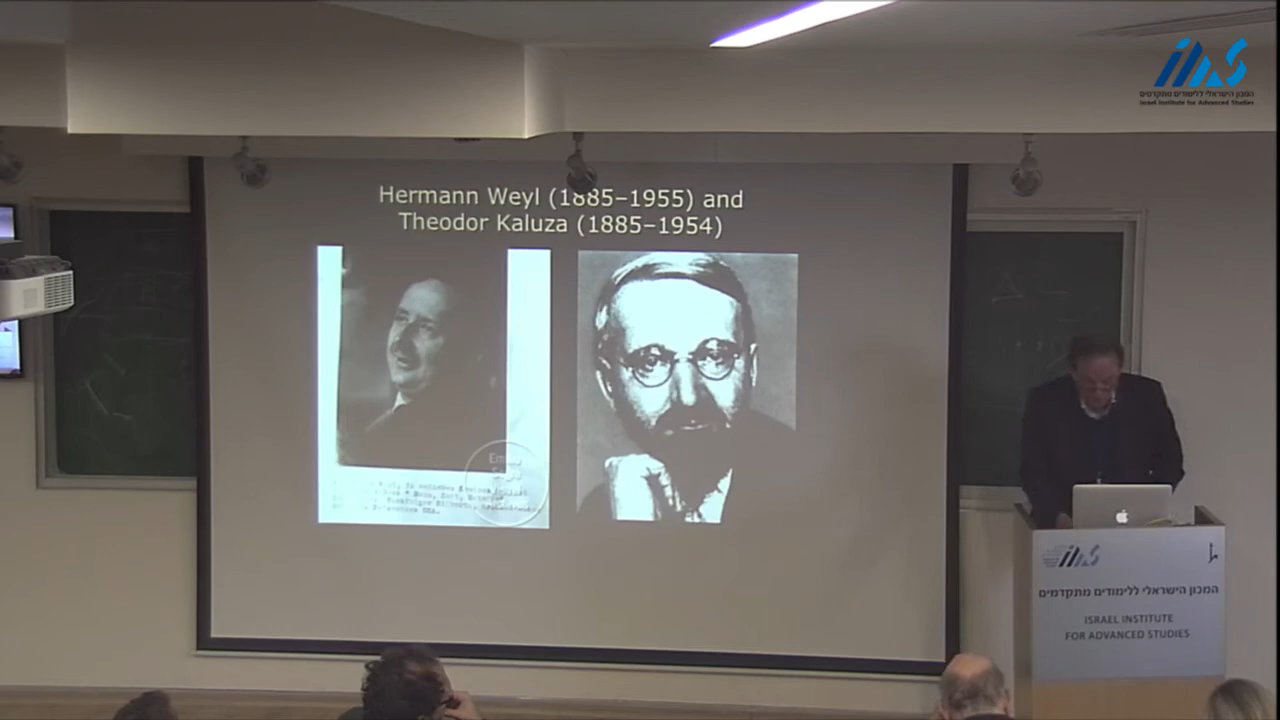 המכון הישראלי ללימודים מתקדמים
Israel Institute for Advanced Studies
Hermann Weyl (1885–1955) and
Theodor Kaluza (1885–1954)
ias
המכון הישראלי ללימודים מתקדמים
ISRAEL INSTITUTE
FOR ADVANCED STUDIES